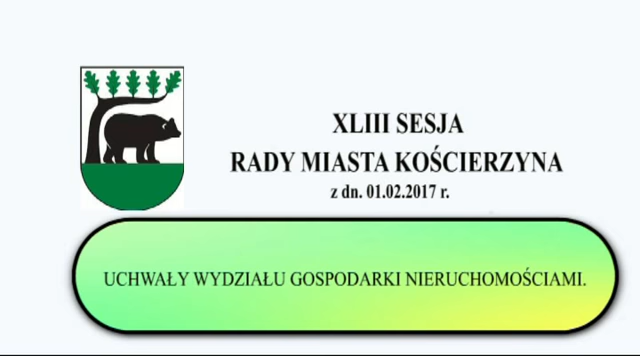 XLIII SESJA
RADY MIASTA KOŚCIERZYNA
z dn. 01.02.2017 r.
UCHWAŁY WYDZIAŁU GOSPODARKI NIERUCHOMOŚCIAMI.